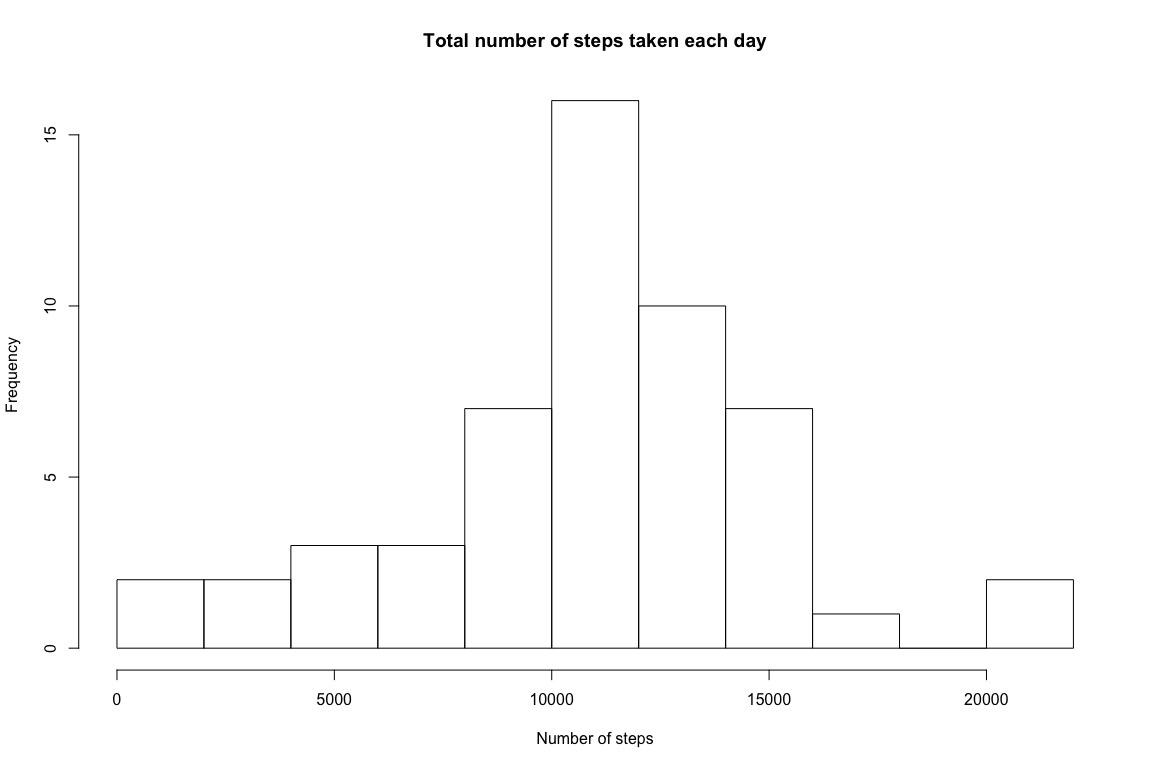 Total number of steps taken each day
Frequency
15
10
5
0
0 5000 10000 15000 20000
Number of steps